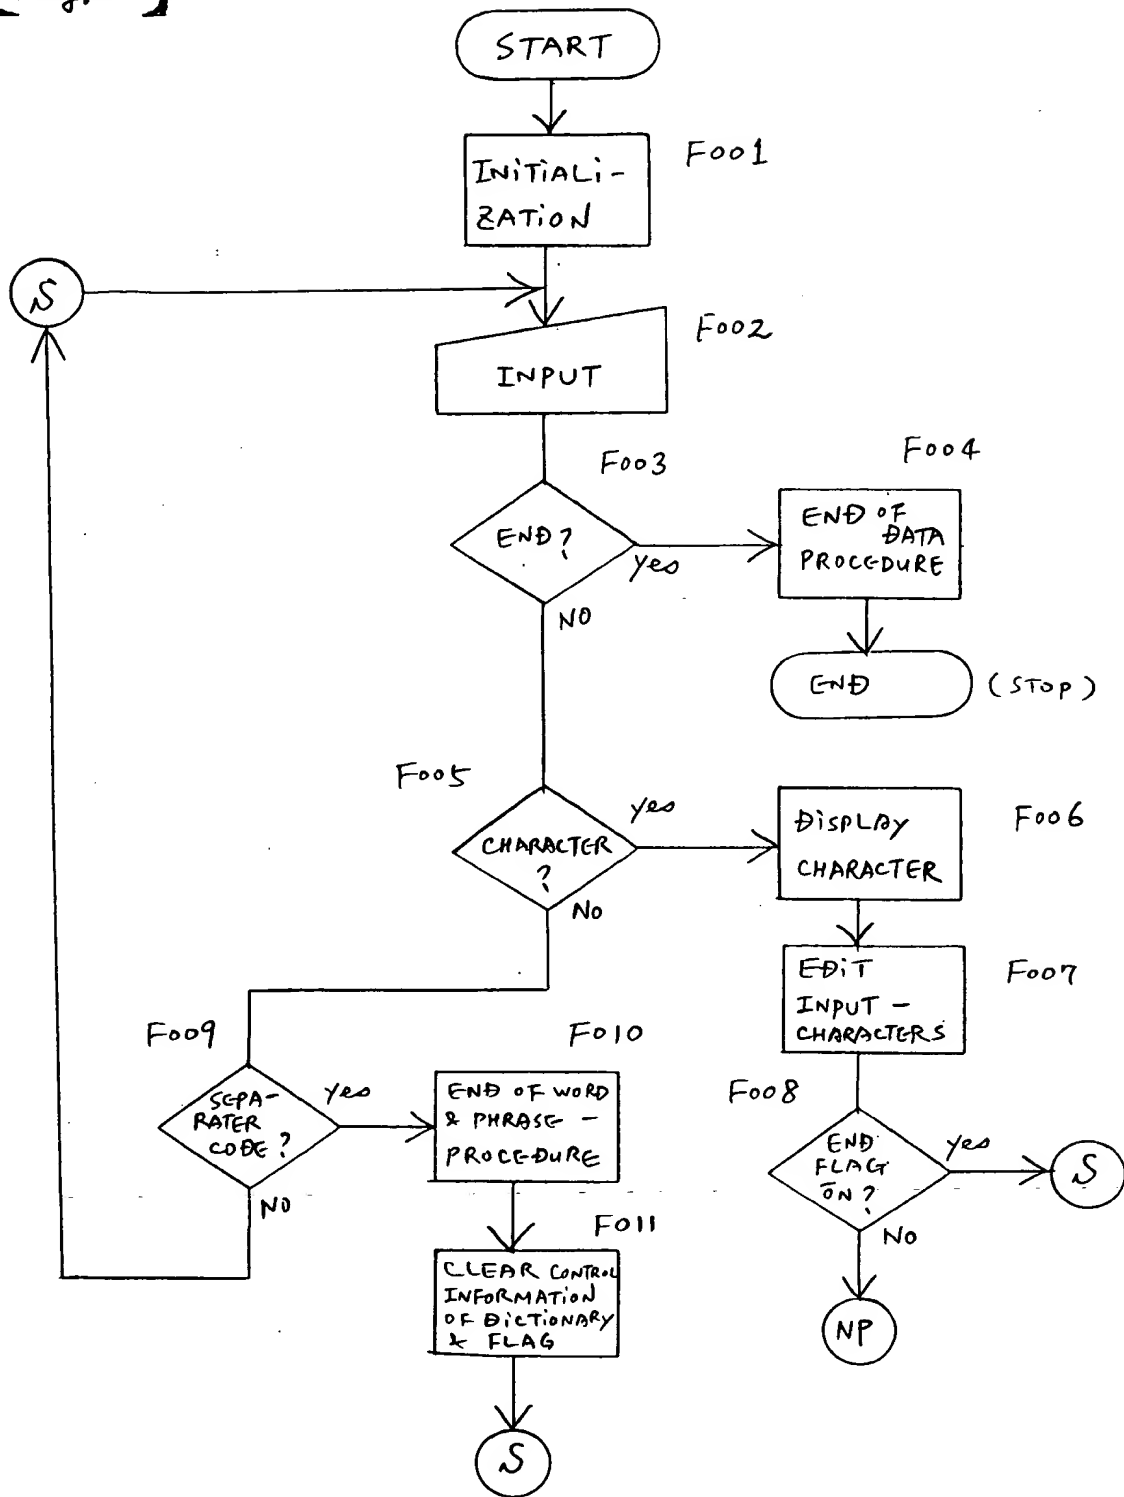 START
F001
INITIALI-
ZATION
S
F002
INPUT
F003
F004
END?
yes
END OF
DATA
PROCEDURE
NO
END
(STOP)
F005
yes
CHARACTER
?
DISPLAY
CHARACTER
F006
NO
EDIT
INPUT-
CHARACTERS
F007
F009
F010
SEPA-
RATER
CODE?
yes
END OF WORD
& PHRASE-
PROCEDURE
F008
END
FLAG
ON?
yes
S
NO
NO
F011
CLEAR CONTROL
INFORMATION
OF DICTIONARY
& FLAG
NP
S